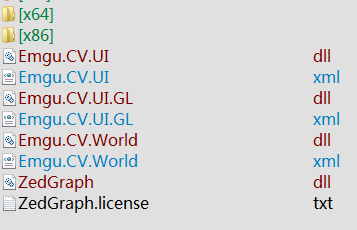 [x64]
[x86]
Emgu.CV.UI dll
Emgu.CV.UI xml
Emgu.CV.UI.GL dll
Emgu.CV.UI.GL xml
Emgu.CV.World dll
Emgu.CV.World xml
ZedGraph dll
ZedGraph.license txt